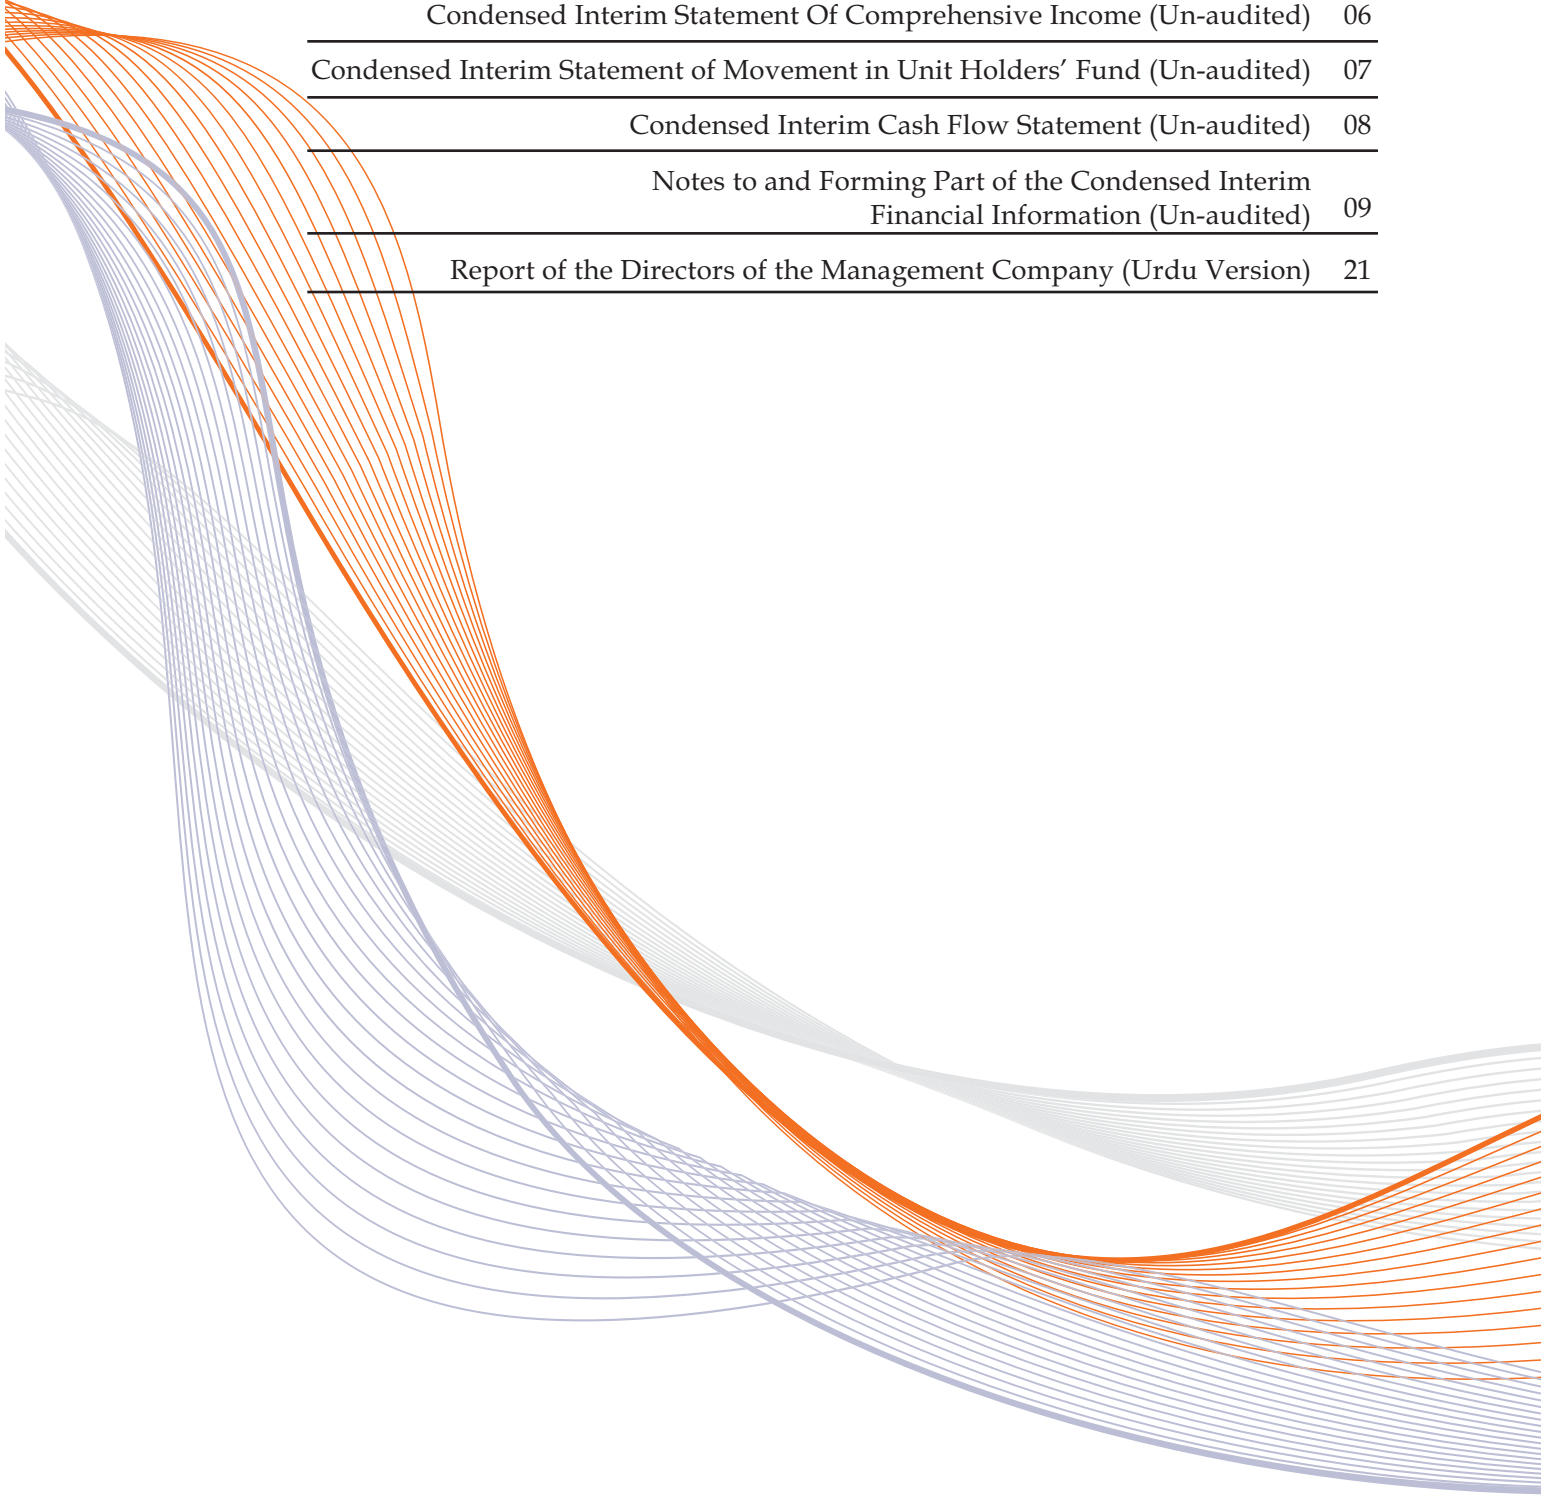 Condensed Interim Statement Of Comprehensive Income (Un-audited) 06
Condensed Interim Statement of Movement in Unit Holders’ Fund (Un-audited) 07
Condensed Interim Cash Flow Statement (Un-audited) 08
Notes to and Forming Part of the Condensed Interim
Financial Information (Un-audited) 09
Report of the Directors of the Management Company (Urdu Version) 21